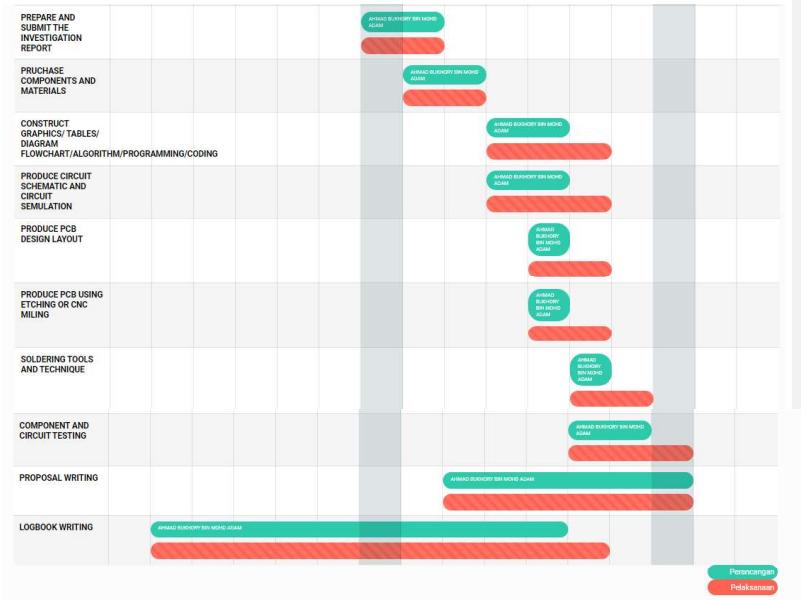 PREPARE AND
SUBMIT THE
INVESTIGATION
REPORT
AHMAD BUKHORY BIN MOHD
ADAM
PRUCHASE
COMPONENTS AND
MATERIALS
AHMAD BUKHORY BIN MOHD
ADAM
CONSTRUCT
GRAPHICS/ TABLES/
DIAGRAM
FLOWCHART/ALGORITHM/PROGRAMMING/CODING
AHMAD BUKHORY BIN MOHD
ADAM
PRODUCE CIRCUIT
SCHEMATIC AND
CIRCUIT
SEMULATION
AHMAD BUKHORY BIN MOHD
ADAM
PRODUCE PCB
DESIGN LAYOUT
AHMAD
BUKHORY
BIN MOHD
ADAM
PRODUCE PCB USING
ETCHING OR CNC
MILING
AHMAD
BUKHORY
BIN MOHD
ADAM
SOLDERING TOOLS
AND TECHNIQUE
AHMAD
BUKHORY
BIN MOHD
ADAM
COMPONENT AND
CIRCUIT TESTING
AHMAD BUKHORY BIN MOHD
ADAM
PROPOSAL WRITING
AHMAD BUKHORY BIN MOHD ADAM
LOGBOOK WRITING
AHMAD BUKHORY BIN MOHD ADAM
Perancangan
Pelaksanaan